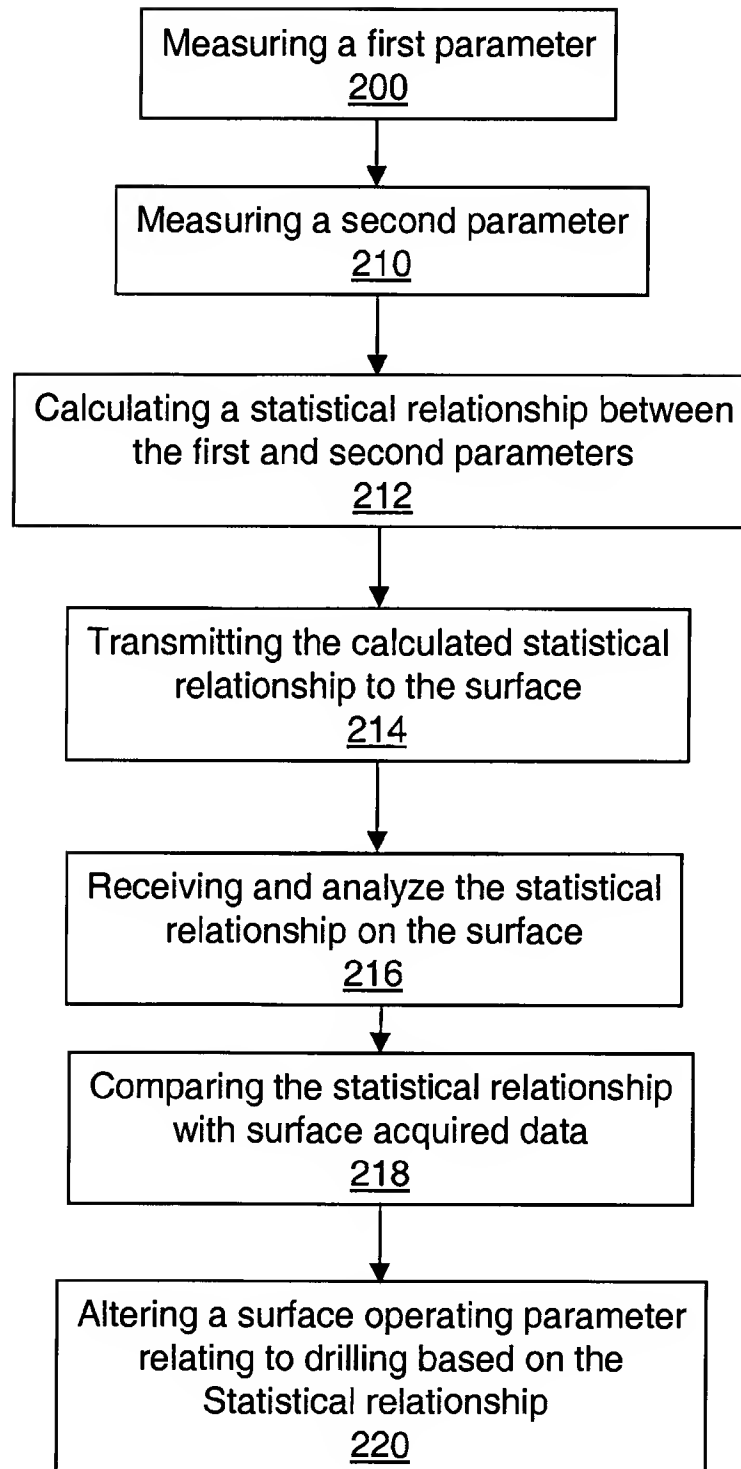 Measuring a first parameter
200
Measuring a second parameter
210
Calculating a statistical relationship between
the first and second parameters
212
Transmitting the calculated statistical
relationship to the surface
214
Receiving and analyze the statistical
relationship on the surface
216
Comparing the statistical relationship
with surface acquired data
218
Altering a surface operating parameter
relating to drilling based on the
Statistical relationship
220